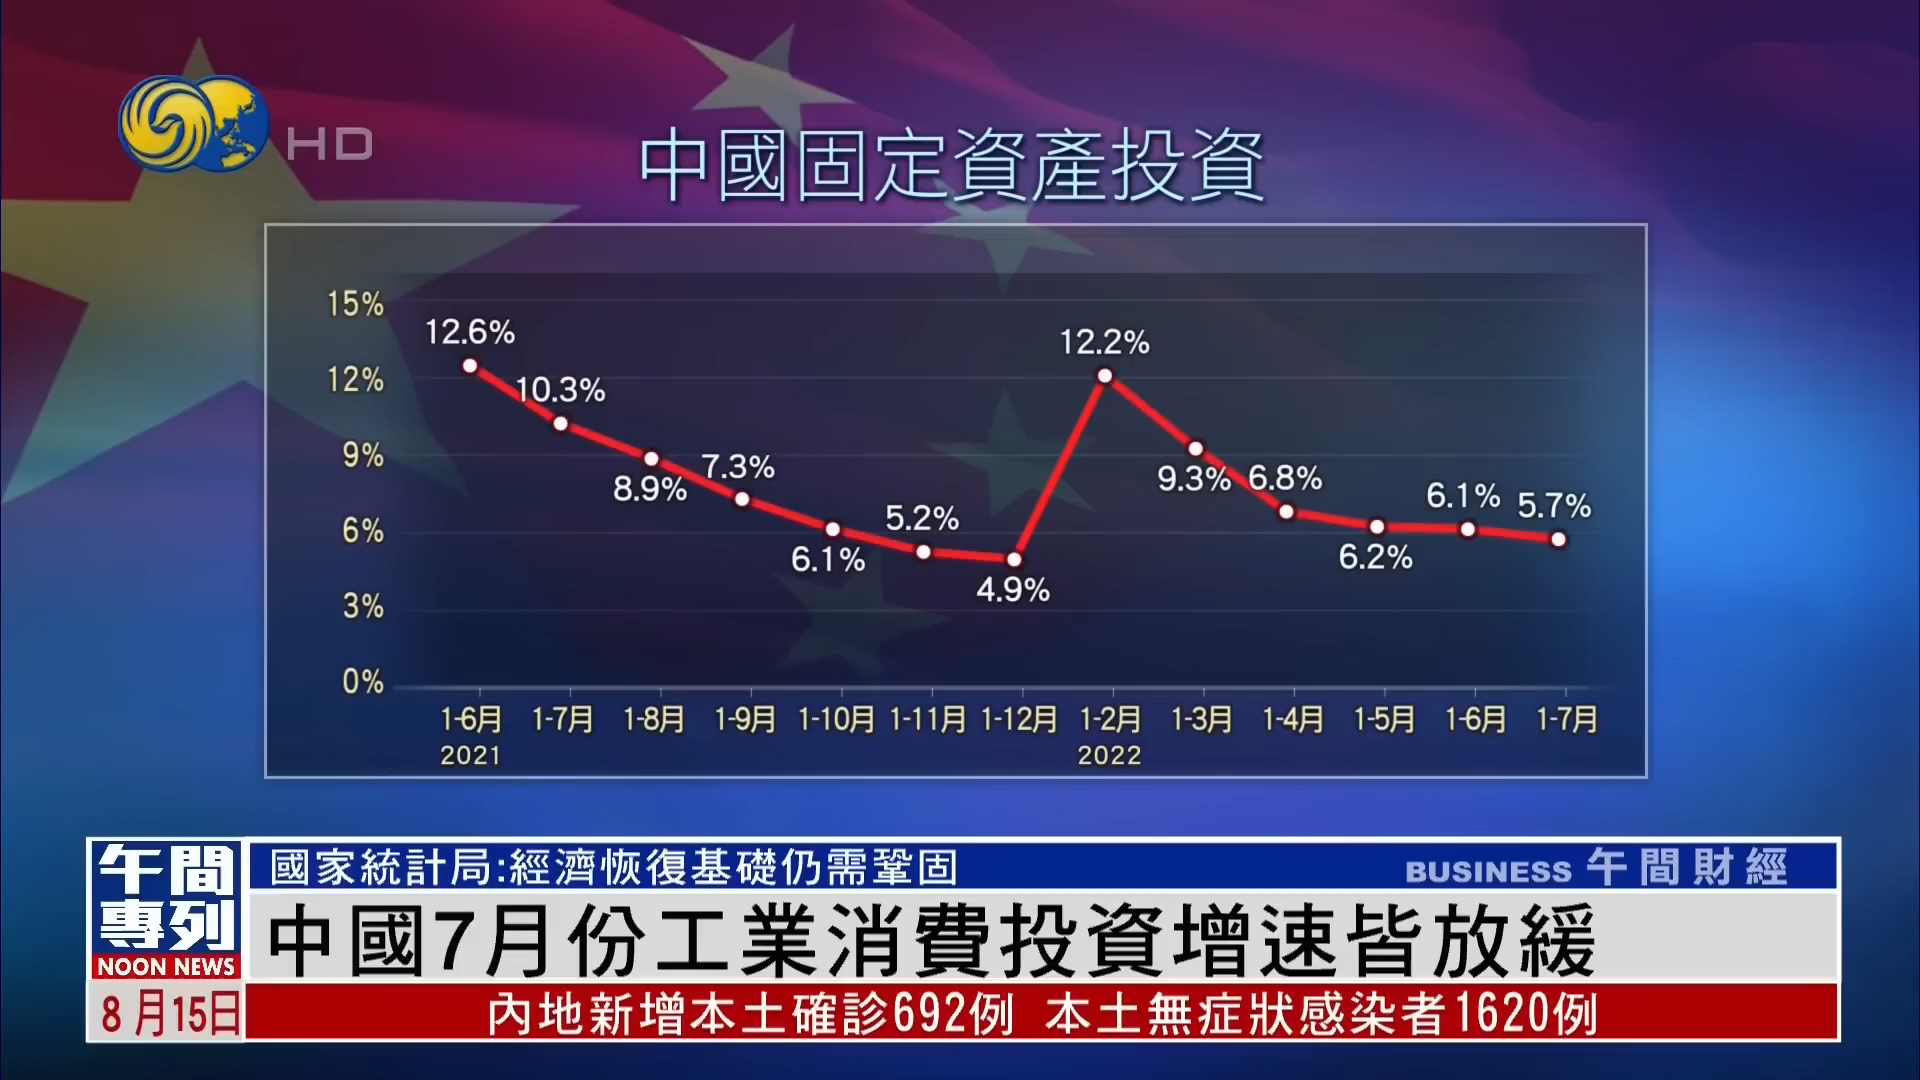 HD
中國固定資產投資
15%
12%
9%
6%
3%
0%
12.6%
10.3%
8.9%
7.3%
6.1%
5.2%
4.9%
12.2%
9.3%
6.8%
6.2%
6.1%
5.7%
1-6月 1-7月 1-8月 1-9月 1-10月 1-11月 1-12月 1-2月 1-3月 1-4月 1-5月 1-6月 1-7月
2021 2022
午間
專列
NOON NEWS
8月15日
國家統計局:經濟恢復基礎仍需鞏固
BUSINESS 午間財經
中國7月份工業消費投資增速皆放緩
內地新增本土確診692例 本土無症狀感染者1620例